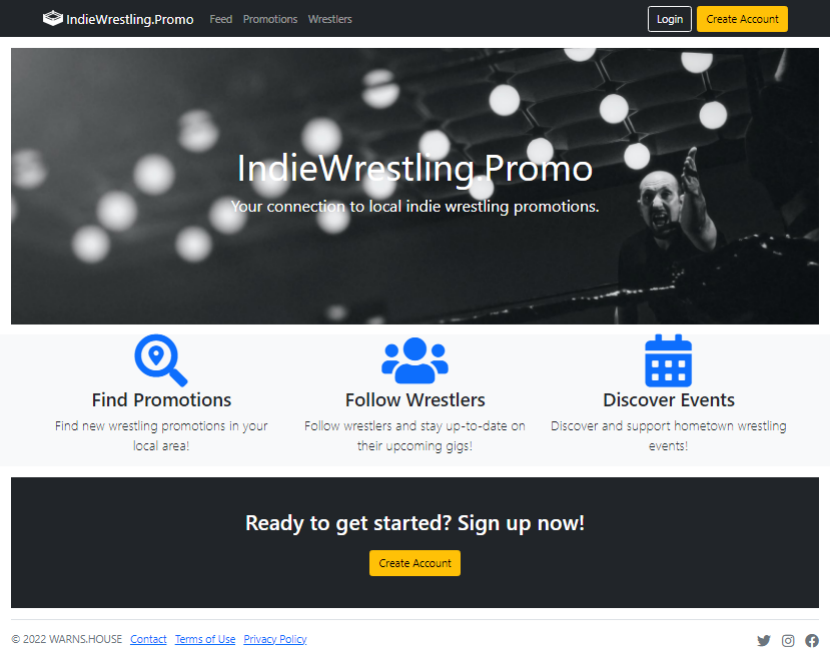 IndieWrestling.Promo Feed Promotions Wrestlers Login Create Account
IndieWrestling.Promo
Your connection to local indie wrestling promotions.
Find Promotions
Find new wrestling promotions in your
local area!
Follow Wrestlers
Follow wrestlers and stay up-to-date on
their upcoming gigs!
Discover Events
Discover and support hometown wrestling
events!
Ready to get started? Sign up now!
Create Account
© 2022 WARNS.HOUSE Contact Terms of Use Privacy Policy